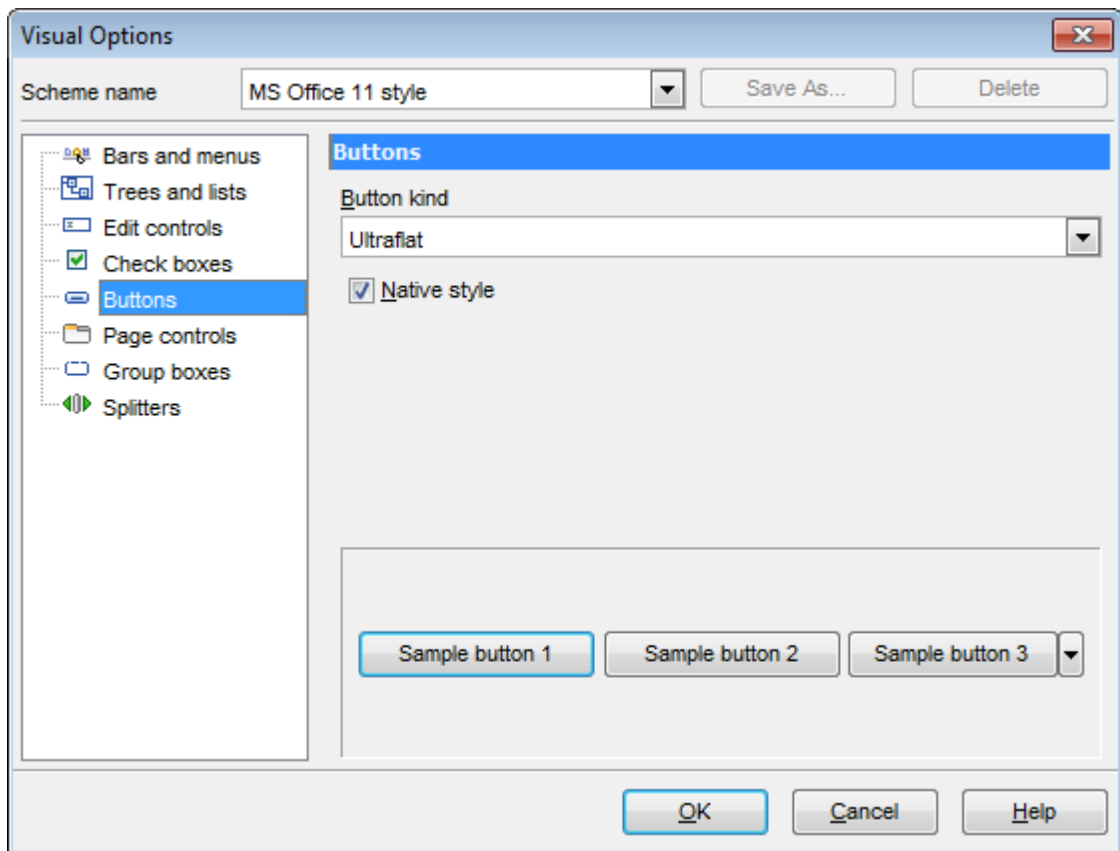 Visual Options
Scheme name MS Office 11 style Save As... Delete
Bars and menus
Trees and lists
Edit controls
Check boxes
Buttons
Page controls
Group boxes
Splitters
Buttons
Button kind
Ultraflat
Native style
Sample button 1 Sample button 2 Sample button 3
OK Cancel Help